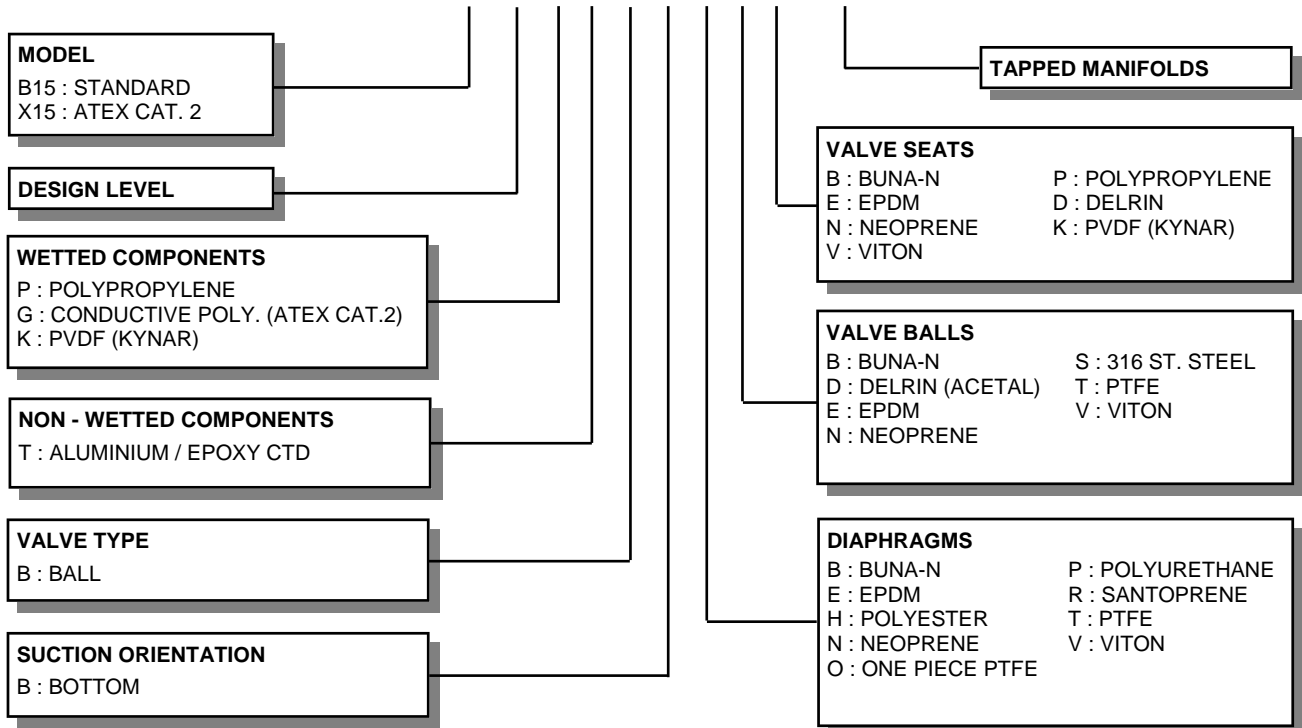 MODEL
B15 : STANDARD
X15 : ATEX CAT. 2
DESIGN LEVEL
WETTED COMPONENTS
P : POLYPROPYLENE
G : CONDUCTIVE POLY. (ATEX CAT.2)
K : PVDF (KYNAR)
NON - WETTED COMPONENTS
T : ALUMINIUM / EPOXY CTD
VALVE TYPE
B : BALL
SUCTION ORIENTATION
B : BOTTOM
TAPPED MANIFOLDS
VALVE SEATS
B : BUNA-N P : POLYPROPYLENE
E : EPDM D : DELRIN
N : NEOPRENE K : PVDF (KYNAR)
V : VITON
VALVE BALLS
B : BUNA-N S : 316 ST. STEEL
D : DELRIN (ACETAL) T : PTFE
E : EPDM V : VITON
N : NEOPRENE
DIAPHRAGMS
B : BUNA-N P : POLYURETHANE
E : EPDM R : SANTOPRENE
H : POLYESTER T : PTFE
N : NEOPRENE V : VITON
O : ONE PIECE PTFE